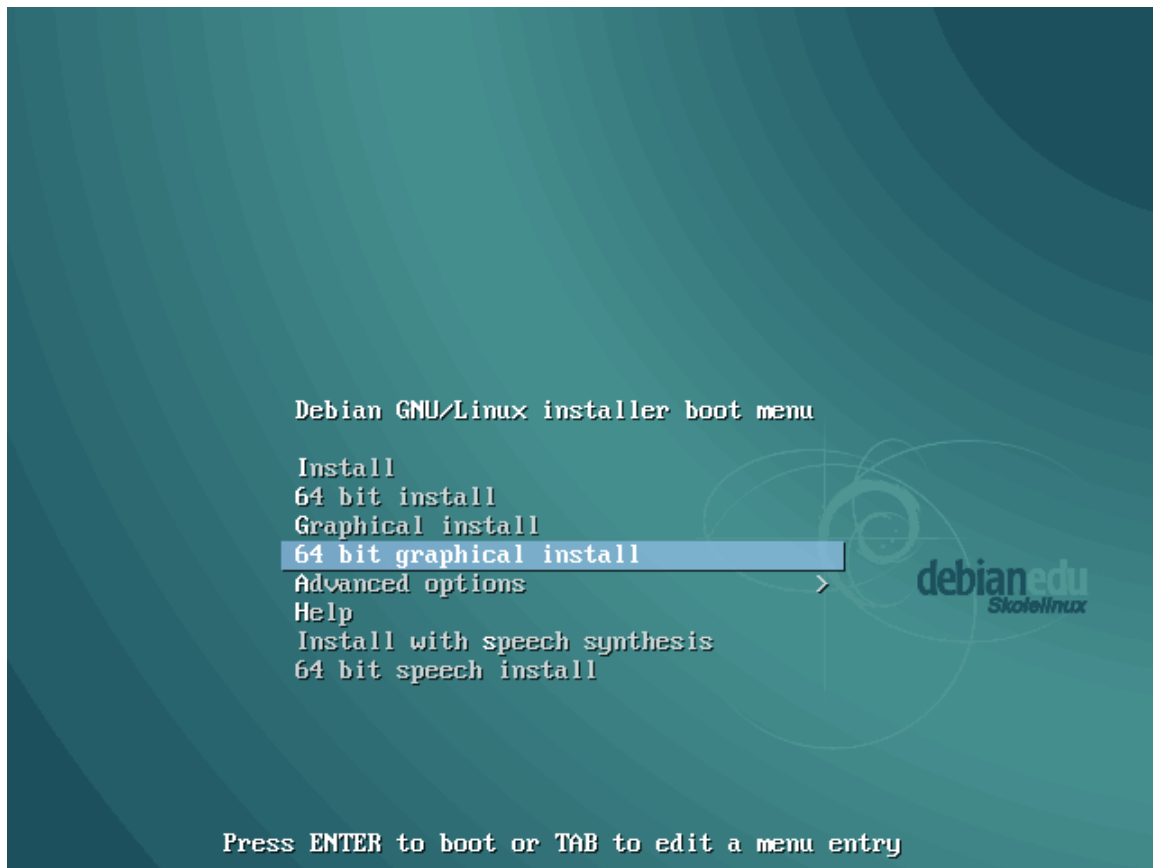 Debian GNU/Linux installer boot menu
Install
64 bit install
Graphical install
64 bit graphical install
Advanced options >
Help
Install with speech synthesis
64 bit speech install
debianedu
Skolelinux
Press ENTER to boot or TAB to edit a menu entry